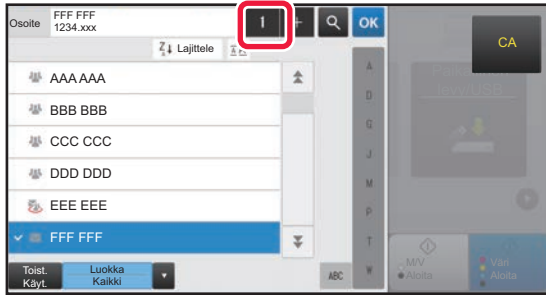 Osoite
FFF FFF
1234.xxx
1
+
OK
CA
Lajittele
AAA AAA
BBB BBB
CCC CCC
DDD DDD
EEE EEE
FFF FFF
A
D
G
J
M
P
T
W
ABC
Toist.
Käyt.
Luokka
Kaikki
M/V
Aloita
Väri
Aloita